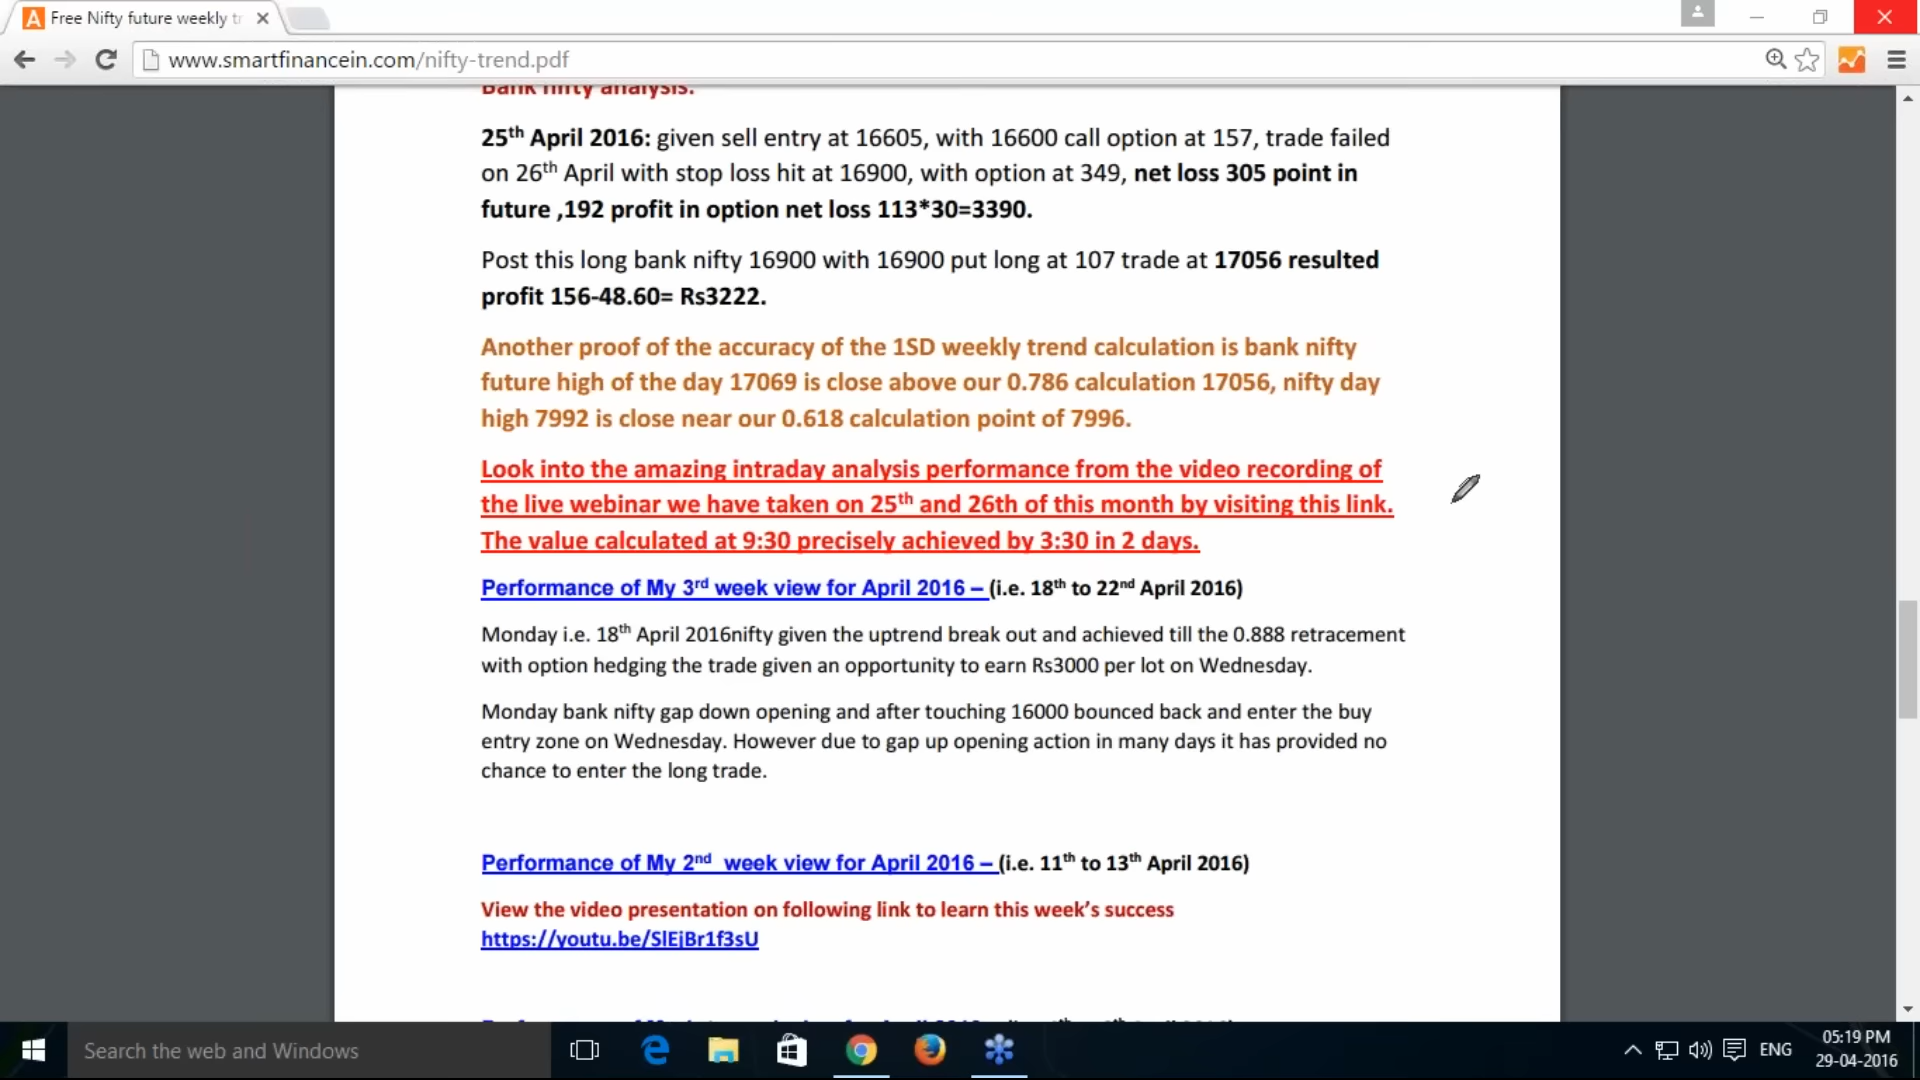 Free Nifty future weekly tr
www.smartfinancein.com/nifty-trend.pdf
Bank nifty analysis.
25th April 2016: given sell entry at 16605, with 16600 call option at 157, trade failed
on 26th April with stop loss hit at 16900, with option at 349, net loss 305 point in
future ,192 profit in option net loss 113*30=3390.
Post this long bank nifty 16900 with 16900 put long at 107 trade at 17056 resulted
profit 156-48.60= Rs3222.
Another proof of the accuracy of the 1SD weekly trend calculation is bank nifty
future high of the day 17069 is close above our 0.786 calculation 17056, nifty day
high 7992 is close near our 0.618 calculation point of 7996.
Look into the amazing intraday analysis performance from the video recording of
the live webinar we have taken on 25th and 26th of this month by visiting this link.
The value calculated at 9:30 precisely achieved by 3:30 in 2 days.
Performance of My 3rd week view for April 2016 – (i.e. 18th to 22nd April 2016)
Monday i.e. 18th April 2016nifty given the uptrend break out and achieved till the 0.888 retracement
with option hedging the trade given an opportunity to earn Rs3000 per lot on Wednesday.
Monday bank nifty gap down opening and after touching 16000 bounced back and enter the buy
entry zone on Wednesday. However due to gap up opening action in many days it has provided no
chance to enter the long trade.
Performance of My 2nd week view for April 2016 – (i.e. 11th to 13th April 2016)
View the video presentation on following link to learn this week’s success
https://youtu.be/SlEjBr1f3sU
Search the web and Windows
ENG
05:19 PM
29-04-2016